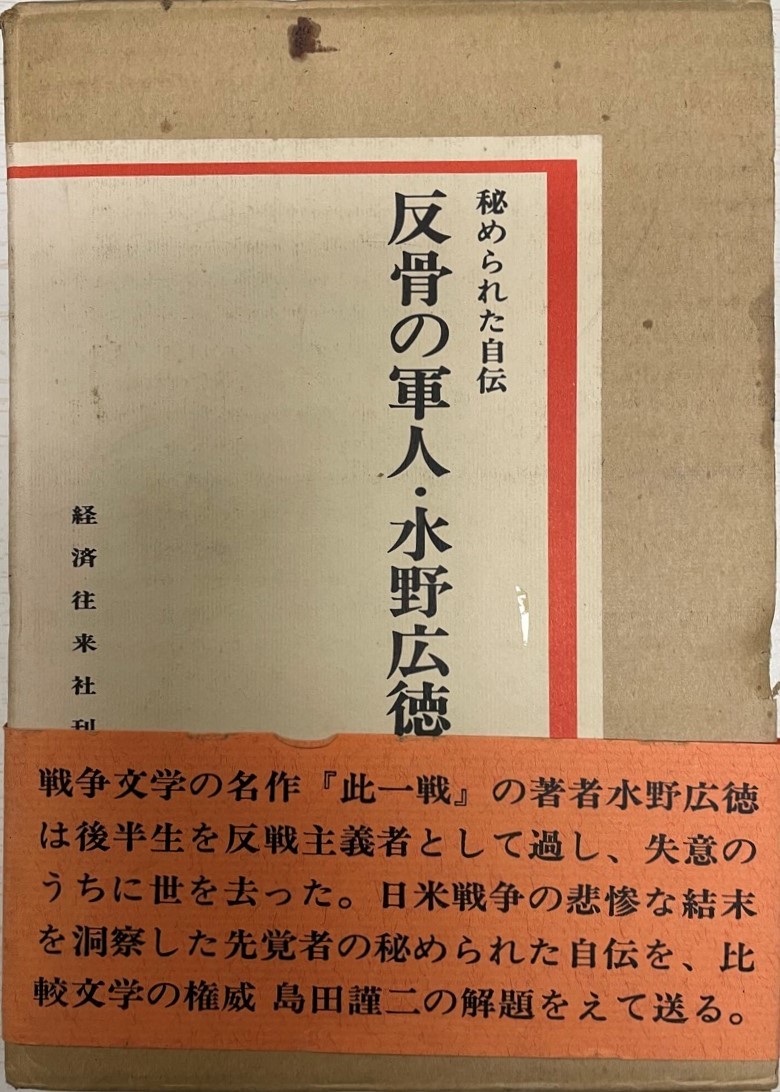 秘められた自伝
反骨の軍人・水野広徳
経済往来社刊
戦争文学の名作『此一戦』の著者水野広徳
は後半生を反戦主義者として過し、失意の
うちに世を去った。日米戦争の悲惨な結末
を洞察した先覚者の秘められた自伝を、比
較文学の権威 島田謹二の解題をえて送る。